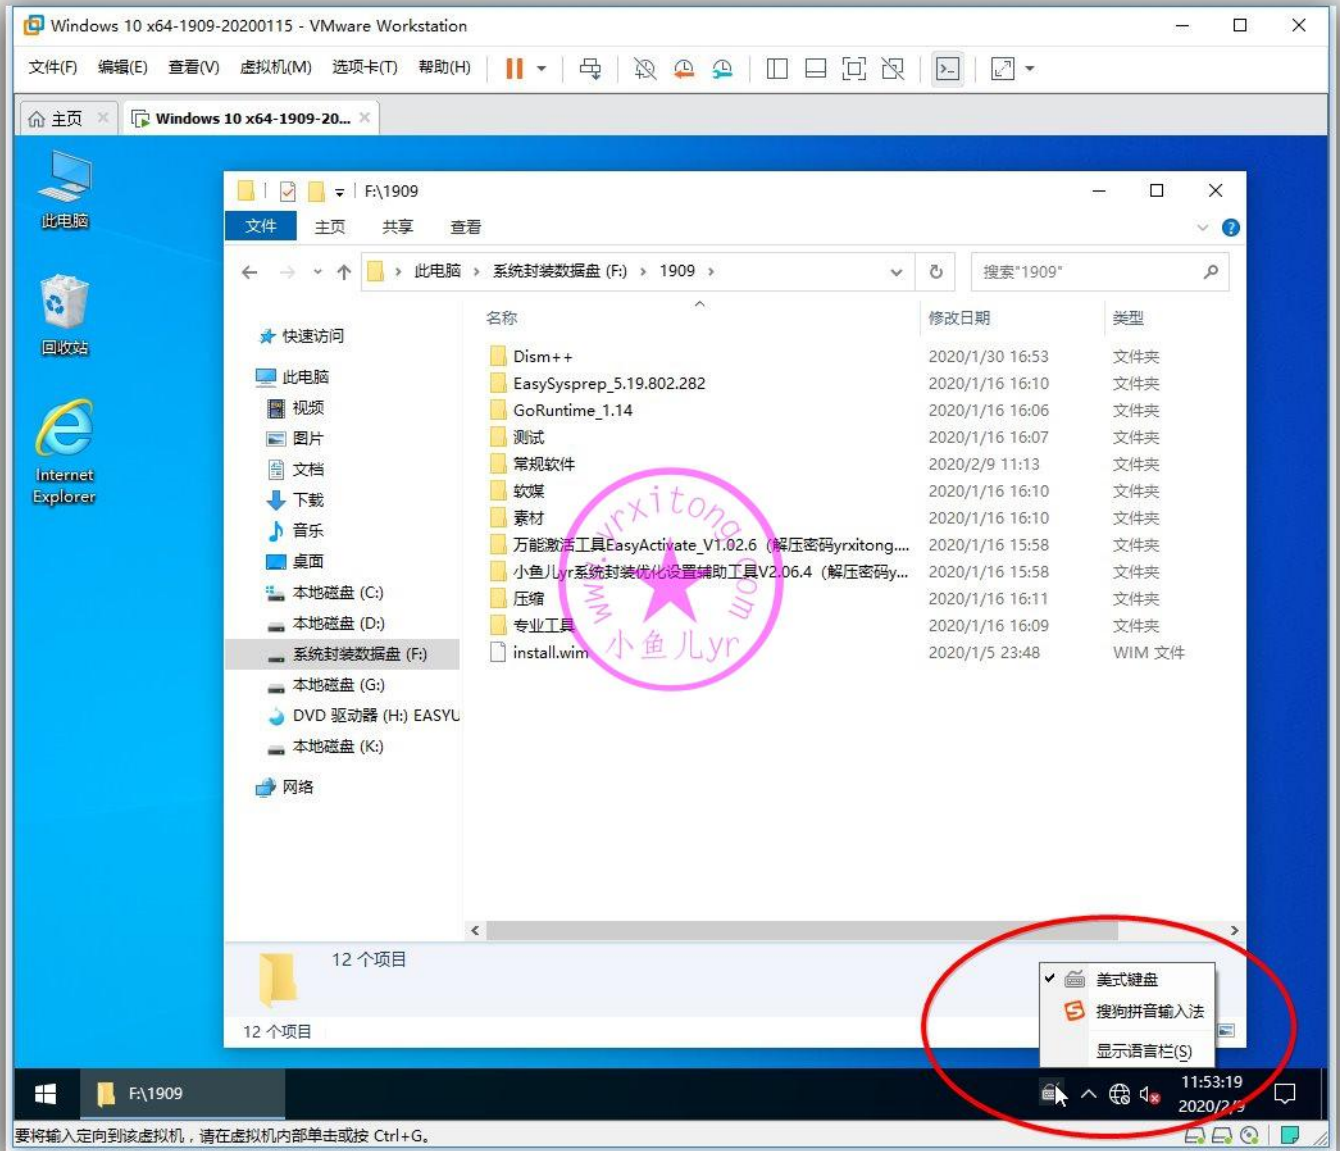 Windows 10 x64-1909-20200115 - VMware Workstation
文件(F) 编辑(E) 查看(V) 虚拟机(M) 选项卡(T) 帮助(H)
主页 Windows 10 x64-1909-20...
此电脑
回收站
Internet Explorer
F:\1909
文件 主页 共享 查看
此电脑 › 系统封装数据盘 (F:) › 1909 ›
搜索"1909"
名称 修改日期 类型
快速访问
此电脑
视频
图片
文档
下载
音乐
桌面
本地磁盘 (C:)
本地磁盘 (D:)
系统封装数据盘 (F:)
本地磁盘 (G:)
DVD 驱动器 (H:) EASYU
本地磁盘 (K:)
网络
Dism++ 2020/1/30 16:53 文件夹
EasySysprep_5.19.802.282 2020/1/16 16:10 文件夹
GoRuntime_1.14 2020/1/16 16:06 文件夹
测试 2020/1/16 16:07 文件夹
常规软件 2020/2/9 11:13 文件夹
软媒 2020/1/16 16:10 文件夹
素材 2020/1/16 16:10 文件夹
万能激活工具EasyActivate_V1.02.6（解压密码yrxitong.... 2020/1/16 15:58 文件夹
小鱼儿yr系统封装优化设置辅助工具V2.06.4（解压密码y... 2020/1/16 15:58 文件夹
压缩 2020/1/16 16:11 文件夹
专业工具 2020/1/16 16:09 文件夹
install.wim 2020/1/5 23:48 WIM 文件
www.yrxitong.com
小鱼儿yr
12 个项目
12 个项目
美式键盘
搜狗拼音输入法
显示语言栏(S)
F:\1909
11:53:19
2020/2/9
要将输入定向到该虚拟机，请在虚拟机内部单击或按 Ctrl+G。